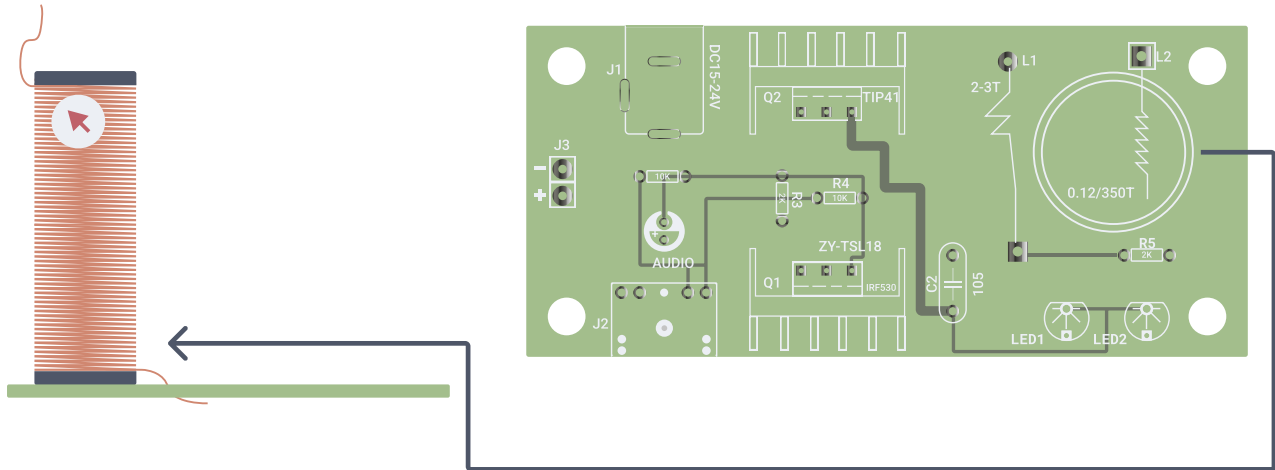 J1
DC15-24V
Q2
TIP41
L1
L2
2-3T
J3
-
+
10K
R4
10K
R3
2K
0.12/350T
+
AUDIO
ZY-TSL18
R5
2K
Q1
IRF530
C2
105
J2
LED1
LED2